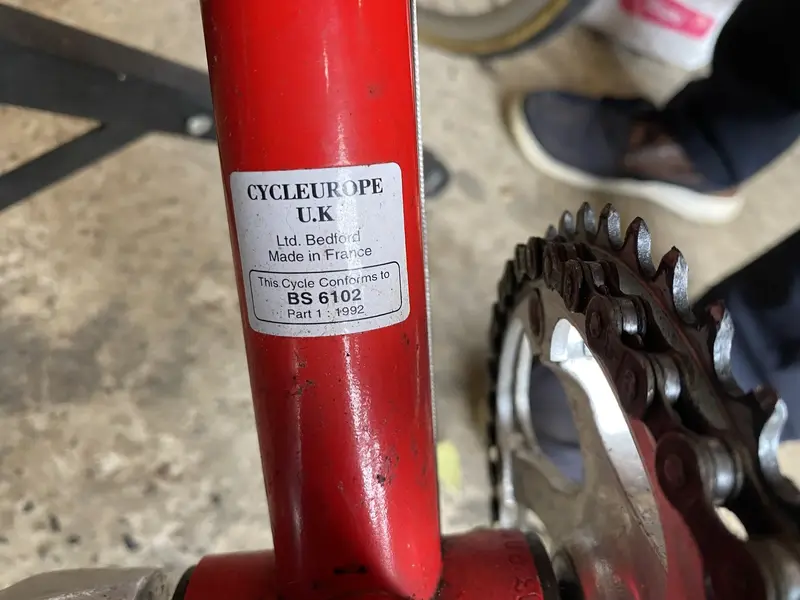 CYCLEUROPE
U.K
Ltd. Bedford
Made in France
This Cycle Conforms to
BS 6102
Part 1 : 1992